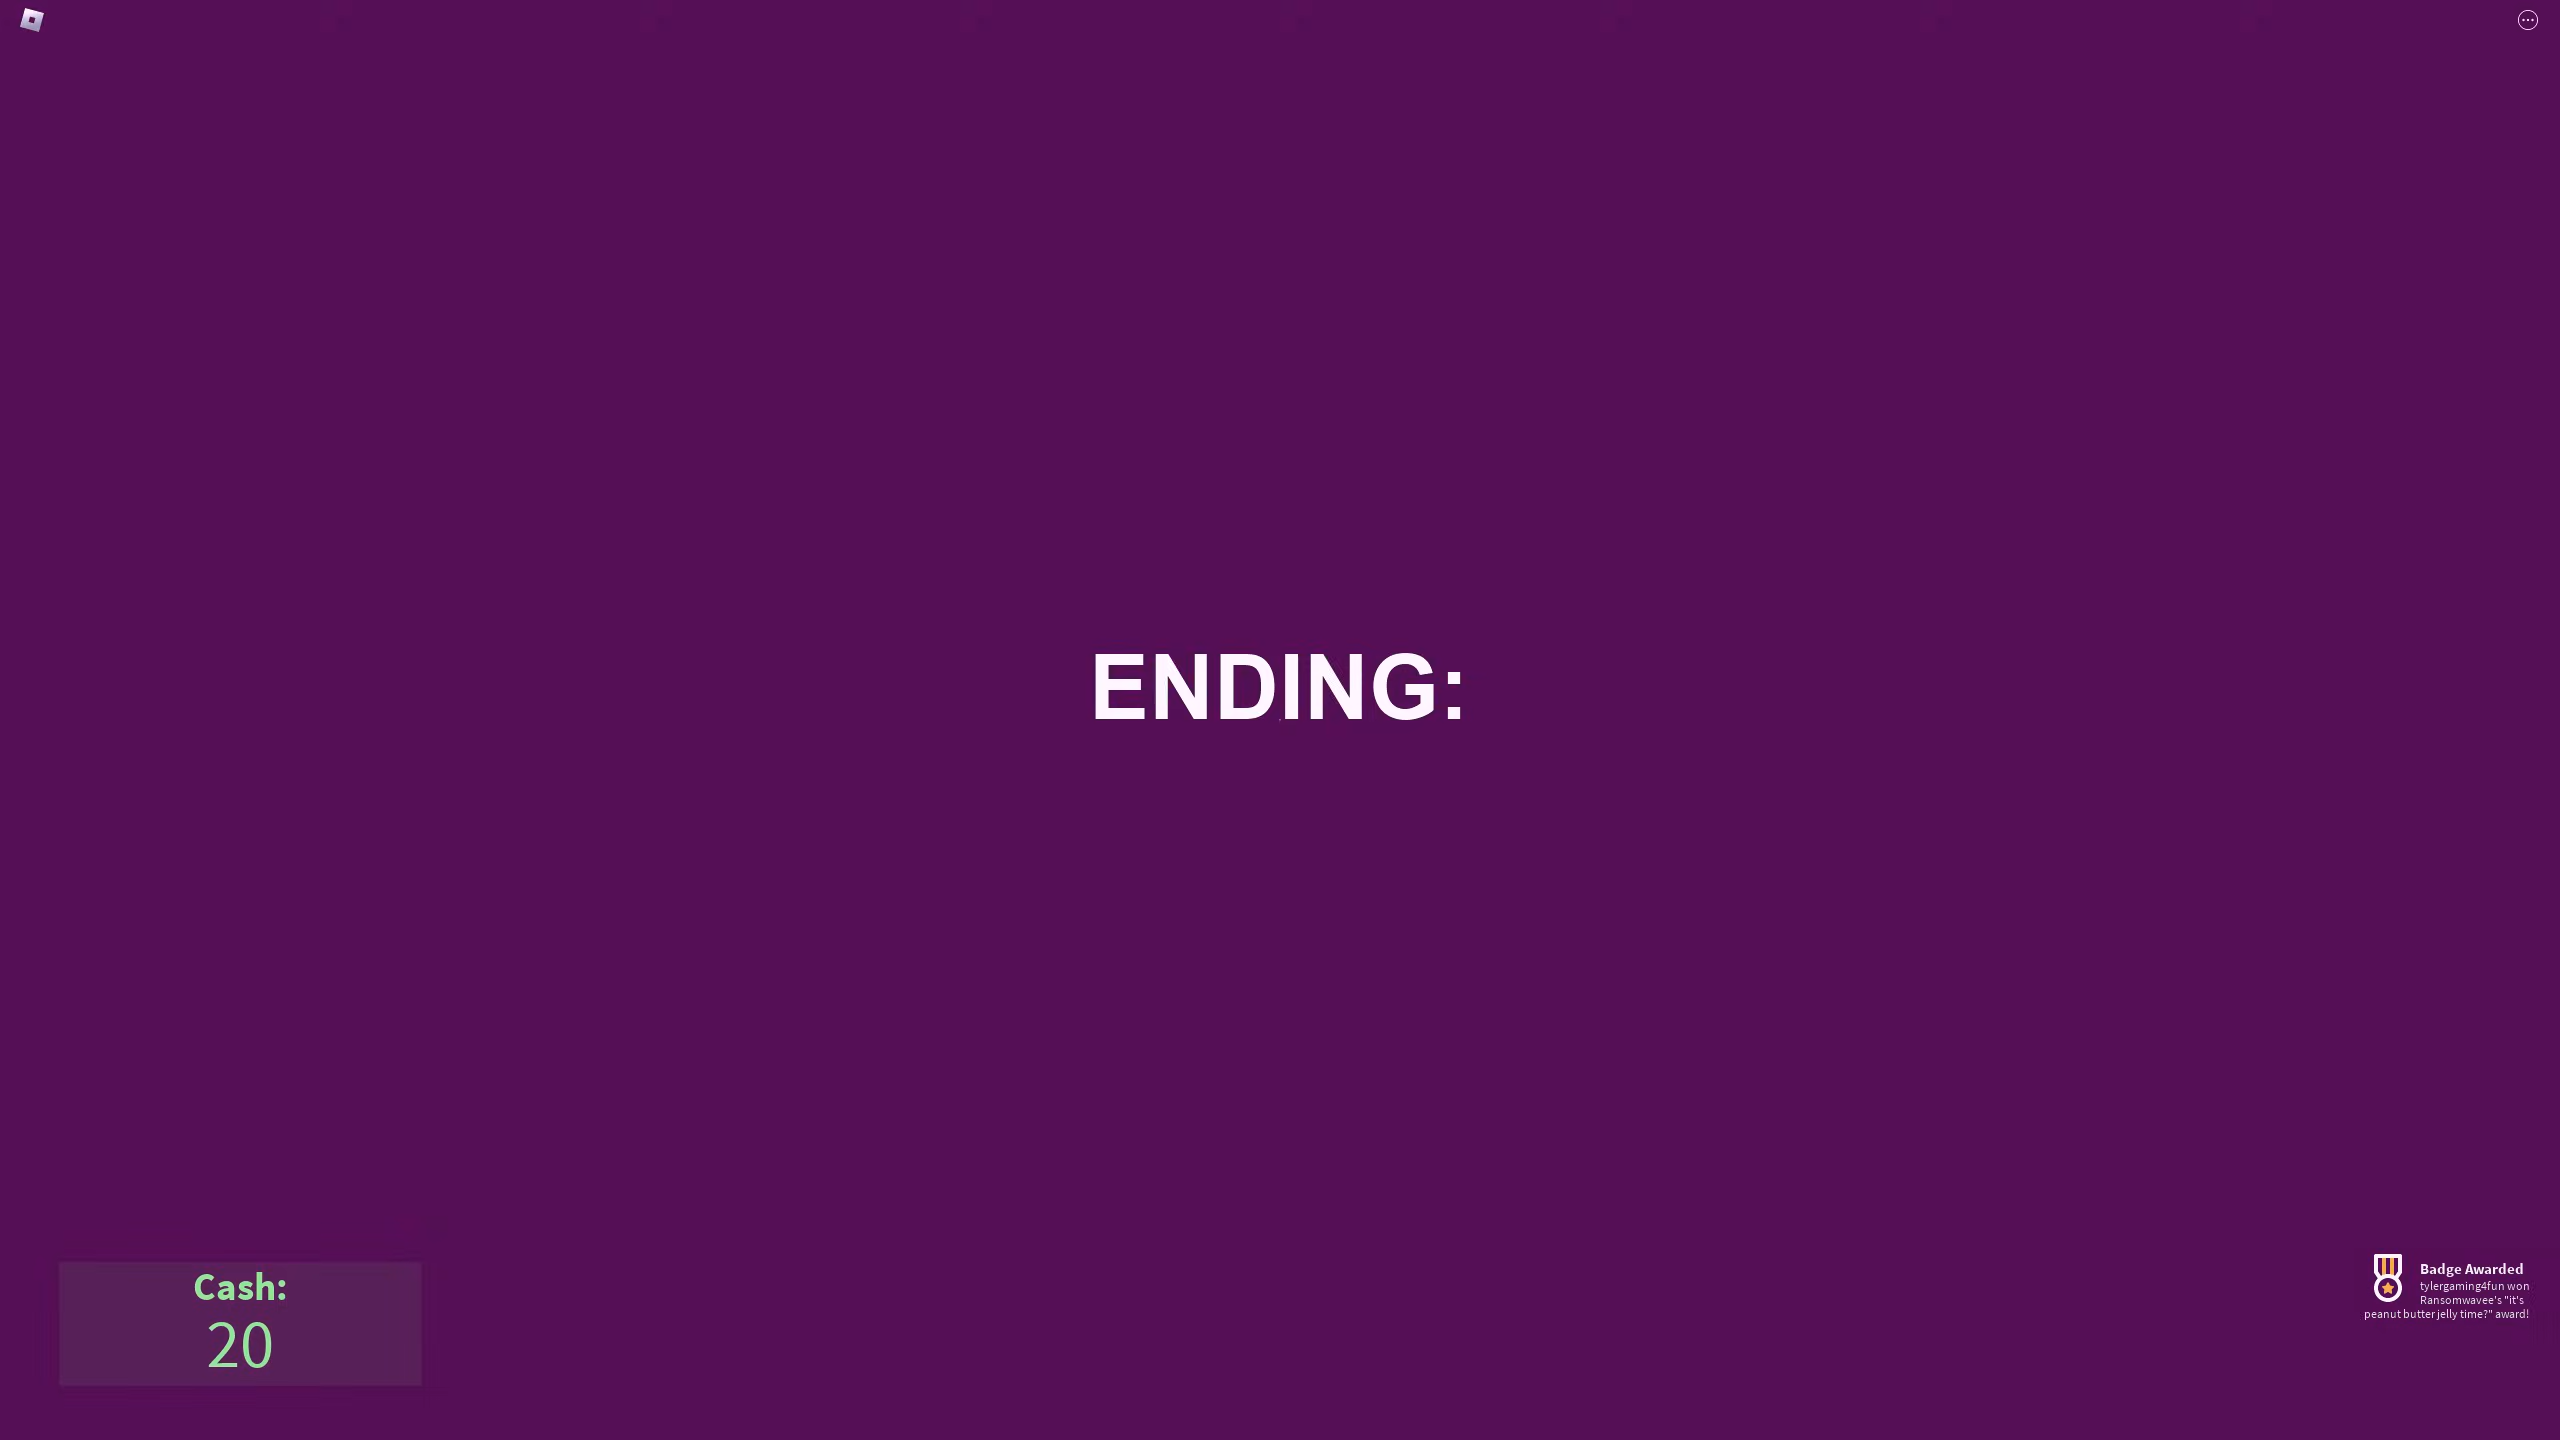 ENDING:
Cash:
20
Badge Awarded
tylergaming4fun won
Ransomwavee's "it's
peanut butter jelly time?" award!